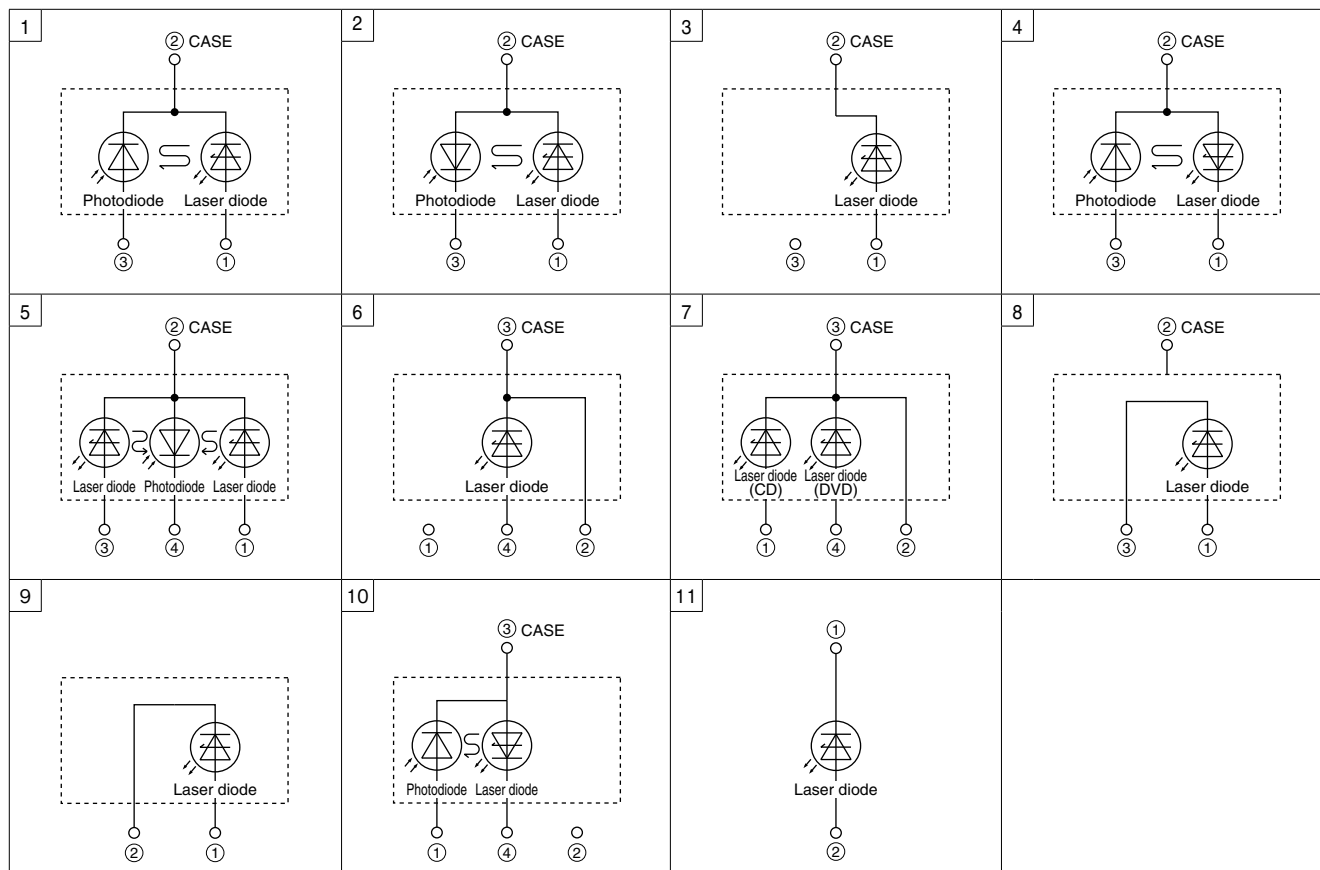 1
② CASE
Photodiode Laser diode
③ ①
2
② CASE
Photodiode Laser diode
③ ①
3
② CASE
Laser diode
③ ①
4
② CASE
Photodiode Laser diode
③ ①
5
② CASE
Laser diode Photodiode Laser diode
③ ④ ①
6
③ CASE
Laser diode
① ④ ②
7
③ CASE
Laser diode Laser diode
(CD) (DVD)
① ④ ②
8
② CASE
Laser diode
③ ①
9
Laser diode
② ①
10
③ CASE
Photodiode Laser diode
① ④ ②
11
①
Laser diode
②